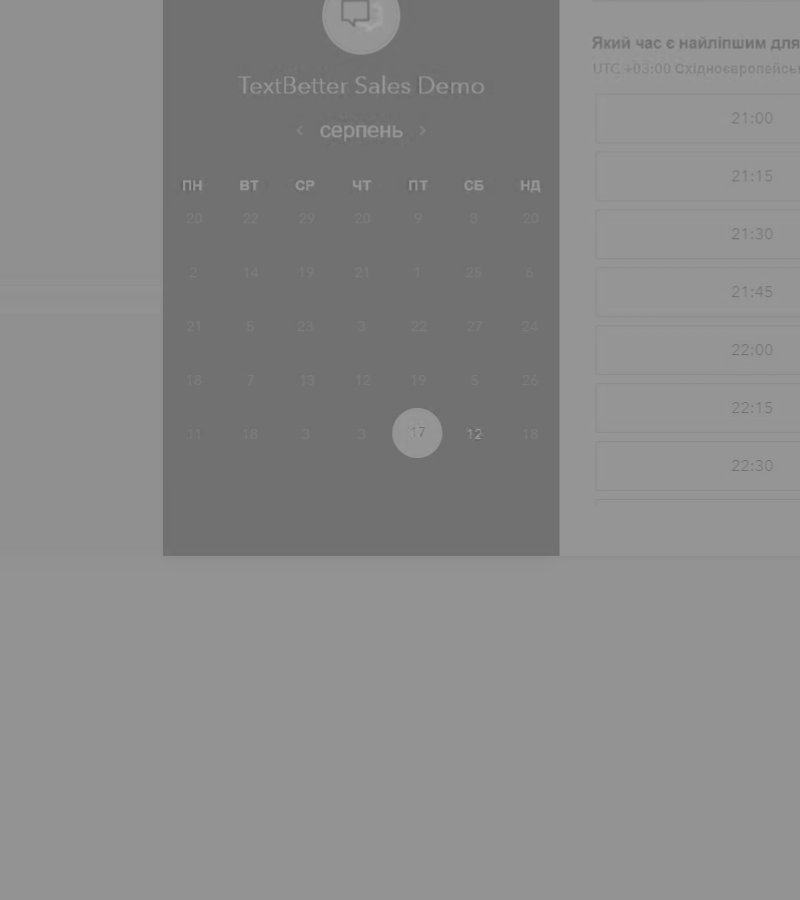 TextBetter Sales Demo
‹ серпень ›
ПН ВТ СР ЧТ ПТ СБ НД
20 22 29 20 9 8 20
2 14 19 21 1 25 6
21 5 23 3 22 27 24
18 7 13 12 19 5 26
11 18 3 3 17 12 18
Який час є найліпшим для
UTC +03:00
21:00
21:15
21:30
21:45
22:00
22:15
22:30